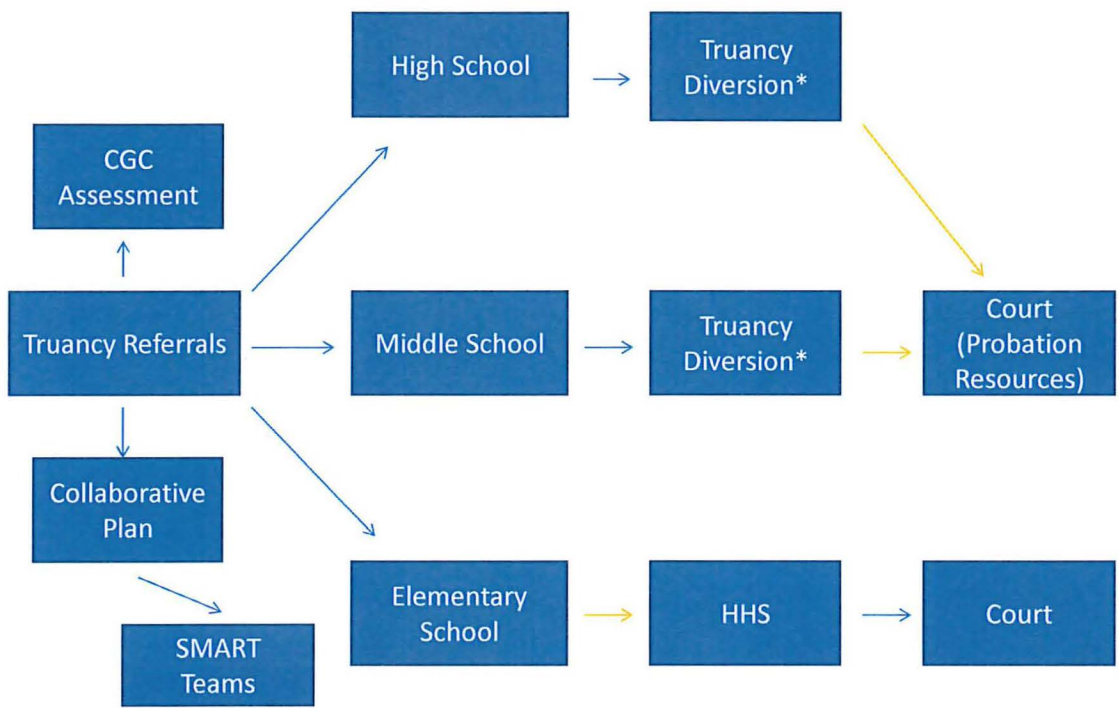 High School
Truancy
Diversion*
CGC
Assessment
Truancy Referrals
Middle School
Truancy
Diversion*
Court
(Probation
Resources)
Collaborative
Plan
SMART
Teams
Elementary
School
HHS
Court